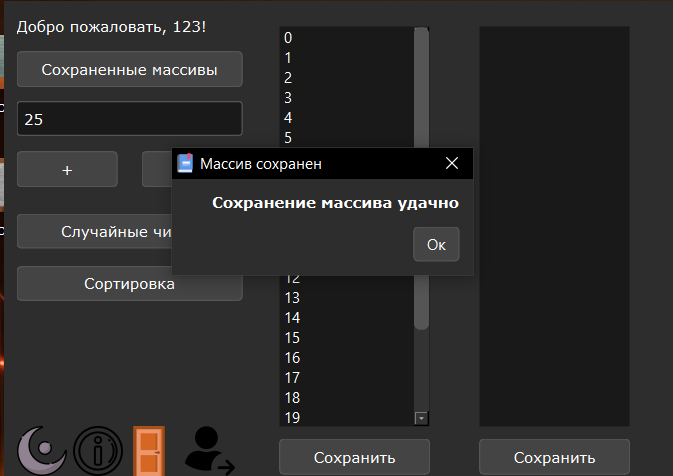 Добро пожаловать, 123!
Сохраненные массивы
25
+
Случайные чи
Сортировка
0
1
2
3
4
5
Массив сохранен
Сохранение массива удачно
Ок
12
13
14
15
16
17
18
19
Сохранить
Сохранить